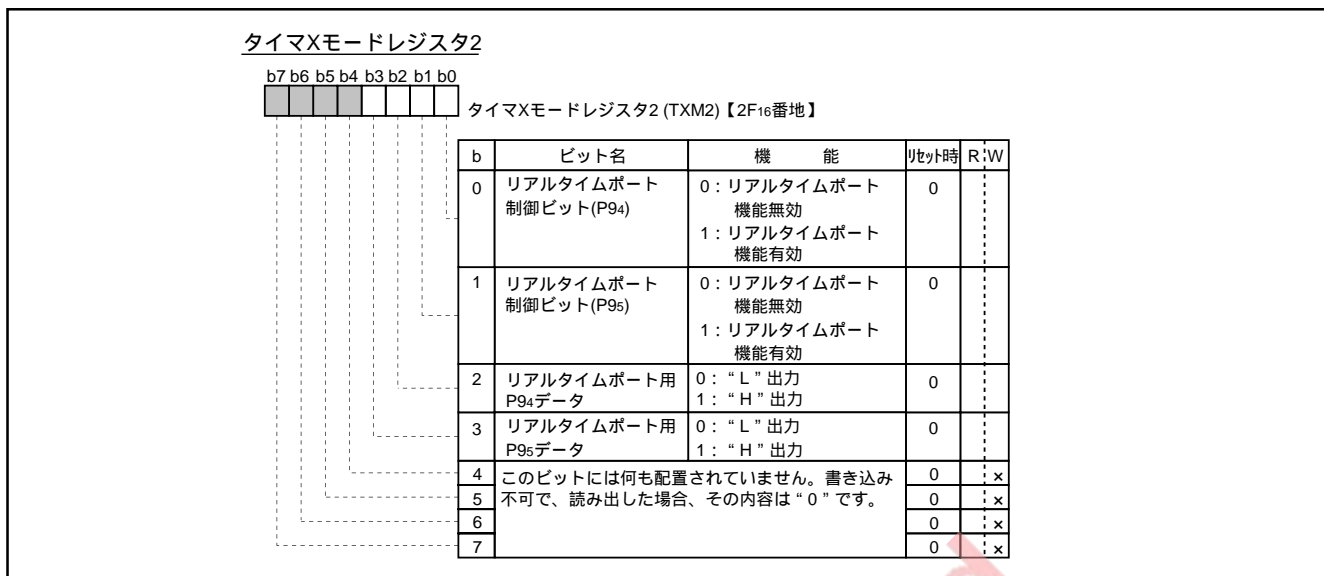 タイマXモードレジスタ2
b7 b6 b5 b4 b3 b2 b1 b0
タイマXモードレジスタ2 (TXM2)【2F16番地】
b ビット名 機 能 リセット時 R W
0 リアルタイムポート 0：リアルタイムポート 0
制御ビット(P94) 機能無効
1：リアルタイムポート
機能有効
1 リアルタイムポート 0：リアルタイムポート 0
制御ビット(P95) 機能無効
1：リアルタイムポート
機能有効
2 リアルタイムポート用 0：“L”出力 0
P94データ 1：“H”出力
3 リアルタイムポート用 0：“L”出力 0
P95データ 1：“H”出力
4 このビットには何も配置されていません。書き込み 0 ×
5 不可で、読み出した場合、その内容は“0”です。 0 ×
6 0 ×
7 0 ×